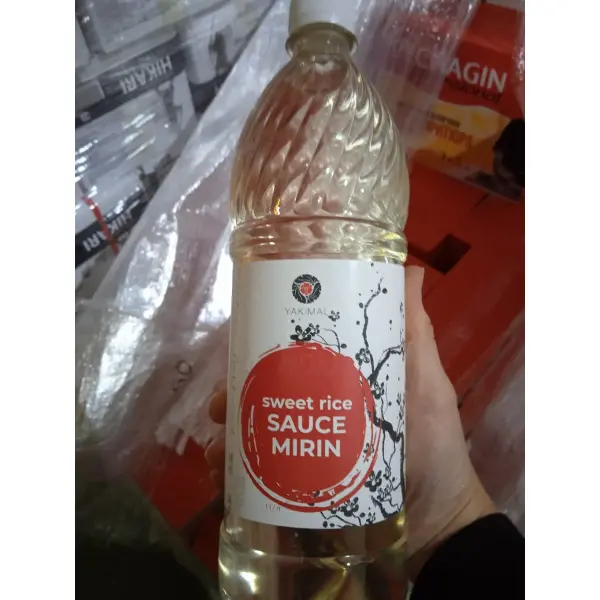 HIKARI
HIKARI
YAKIMAL
sweet rice
SAUCE
MIRIN